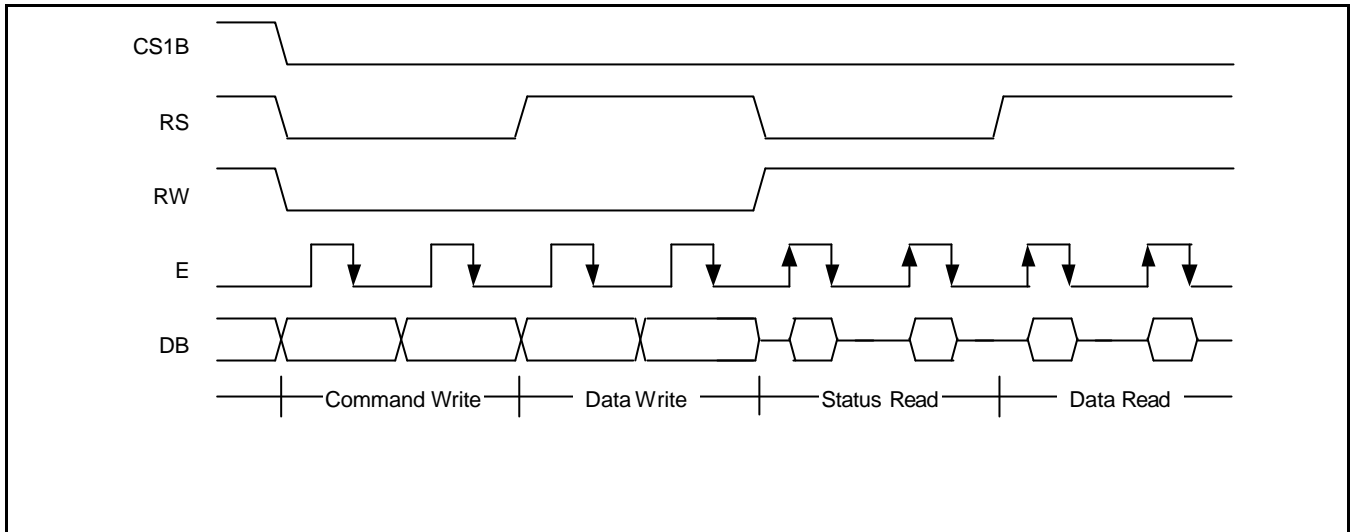 CS1B
RS
RW
E
DB
Command Write Data Write Status Read Data Read